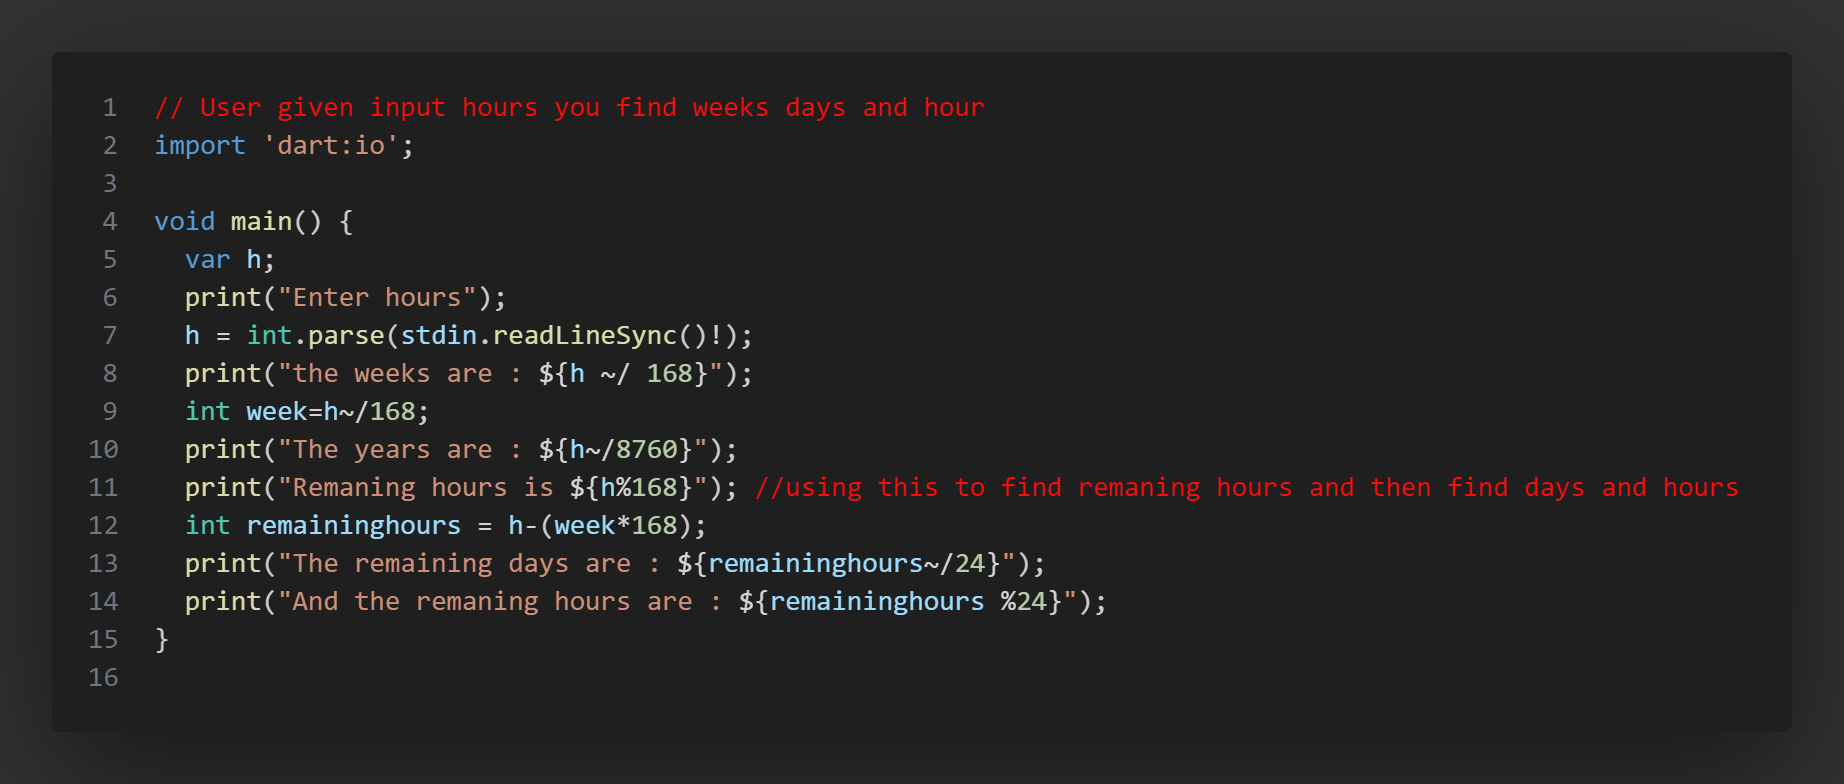 1 // User given input hours you find weeks days and hour
2 import 'dart:io';
3
4 void main() {
5   var h;
6   print("Enter hours");
7   h = int.parse(stdin.readLineSync()!);
8   print("the weeks are : ${h ~/ 168}");
9   int week=h~/168;
10   print("The years are : ${h~/8760}");
11   print("Remaning hours is ${h%168}"); //using this to find remaning hours and then find days and hours
12   int remaininghours = h-(week*168);
13   print("The remaining days are : ${remaininghours~/24}");
14   print("And the remaning hours are : ${remaininghours %24}");
15 }
16